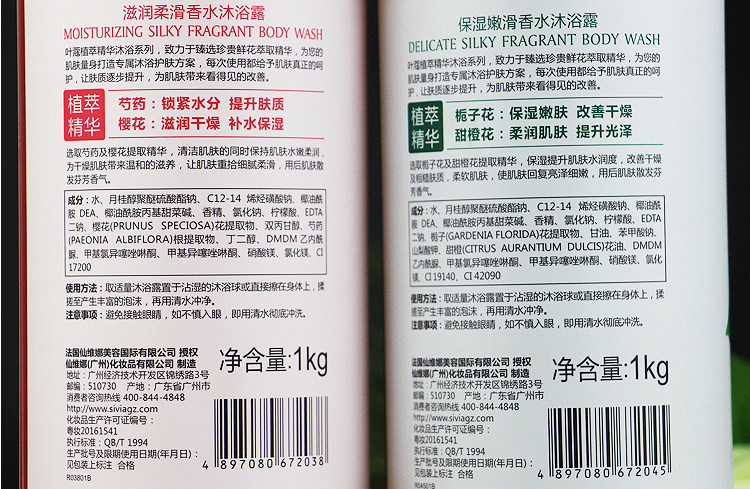 滋润柔滑香水沐浴露
MOISTURIZING SILKY FRAGRANT BODY WASH
叶蔻植萃精华沐浴系列，致力于臻选珍贵鲜花萃取精华，为您的
肌肤量身打造专属沐浴护肤方案，每次使用都给予肌肤真正的呵
护，让肤质逐步提升，为肌肤带来看得见的改善。
植萃
精华
芍药：锁紧水分 提升肤质
樱花：滋润干燥 补水保湿
选取芍药及樱花提取精华，清洁肌肤的同时保持肌肤水嫩柔润，
为干燥肌肤带来温和的滋养，让肌肤重拾细腻柔滑，用后肌肤散
发芬芳香气。
成分：水、月桂醇聚醚硫酸酯钠、C12-14 烯烃磺酸钠、椰油酰
胺 DEA、椰油酰胺丙基甜菜碱、香精、氯化钠、柠檬酸、EDTA
二钠、樱花(PRUNUS SPECIOSA)花提取物、双丙甘醇、芍药
(PAEONIA ALBIFLORA)根提取物、丁二醇、DMDM 乙内酰
脲、甲基氯异噻唑啉酮、甲基异噻唑啉酮、硝酸镁、氯化镁、CI
17200
使用方法：取适量沐浴露置于沾湿的沐浴球或直接擦在身体上，揉
搓至产生丰富的泡沫，再用清水冲净。
注意事项：避免接触眼睛，如不慎入眼，即用清水彻底冲洗。
法国仙维娜美容国际有限公司 授权
仙维娜(广州)化妆品有限公司 制造
地址：广州经济技术开发区锦绣路3号
邮编：510730 产地：广东省广州市
消费者咨询热线 400-844-4848
http://www.siviagz.com
化妆品生产许可证编号：
粤妆20161541
执行标准：QB/T 1994
生产批号及限期使用日期(年月日)：
见包装上标注 合格
R03801B
净含量:1kg
4 897080 672038
保湿嫩滑香水沐浴露
DELICATE SILKY FRAGRANT BODY WASH
叶蔻植萃精华沐浴系列，致力于臻选珍贵鲜花萃取精华，为您的
肌肤量身打造专属沐浴护肤方案，每次使用都给予肌肤真正的呵
护，让肤质逐步提升，为肌肤带来看得见的改善。
植萃
精华
栀子花：保湿嫩肤 改善干燥
甜橙花：柔润肌肤 提升光泽
选取栀子花及甜橙花提取精华，保湿提升肌肤水润度，改善干燥
及粗糙肤质，柔软肌肤，使肌肤回复亮泽细嫩，用后肌肤散发芬
芳香气。
成分：水、月桂醇聚醚硫酸酯钠、C12-14 烯烃磺酸钠、椰油酰
胺 DEA、椰油酰胺丙基甜菜碱、香精、氯化钠、柠檬酸、EDTA
二钠、栀子(GARDENIA FLORIDA)花提取物、甘油、苯甲酸钠、
山梨酸钾、甜橙(CITRUS AURANTIUM DULCIS)花油、DMDM
乙内酰脲、甲基氯异噻唑啉酮、甲基异噻唑啉酮、硝酸镁、氯化
镁、CI 19140、CI 42090
使用方法：取适量沐浴露置于沾湿的沐浴球或直接擦在身体上，揉
搓至产生丰富的泡沫，再用清水冲净。
注意事项：避免接触眼睛，如不慎入眼，即用清水彻底冲洗。
法国仙维娜美容国际有限公司 授权
仙维娜(广州)化妆品有限公司 制造
地址：广州经济技术开发区锦绣路3号
邮编：510730 产地：广东省广州市
消费者咨询热线 400-844-4848
http://www.siviagz.com
化妆品生产许可证编号：
粤妆20161541
执行标准：QB/T 1994
生产批号及限期使用日期(年月日)：
见包装上标注 合格
R04501B
净含量:1kg
4 897080 672045